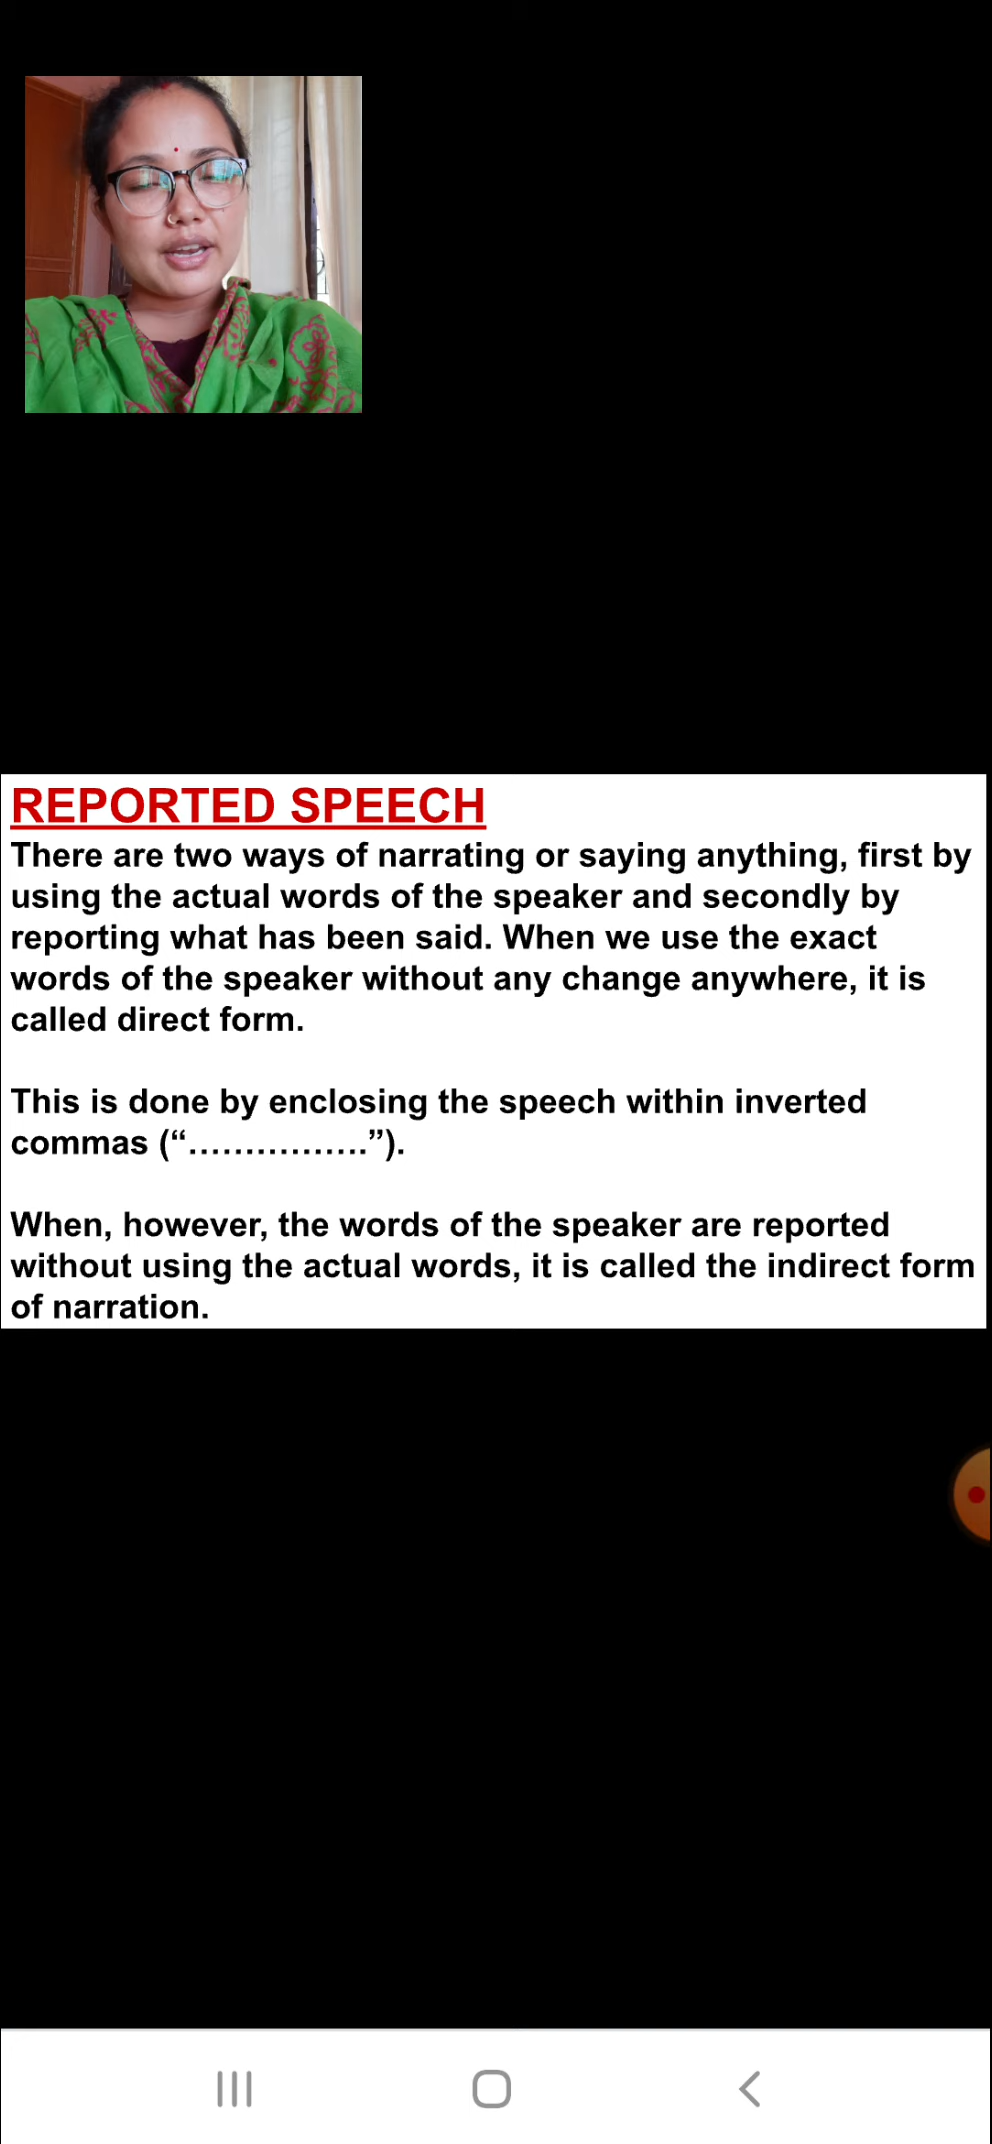 REPORTED SPEECH
There are two ways of narrating or saying anything, first by
using the actual words of the speaker and secondly by
reporting what has been said. When we use the exact
words of the speaker without any change anywhere, it is
called direct form.
This is done by enclosing the speech within inverted
commas (“................”).
When, however, the words of the speaker are reported
without using the actual words, it is called the indirect form
of narration.